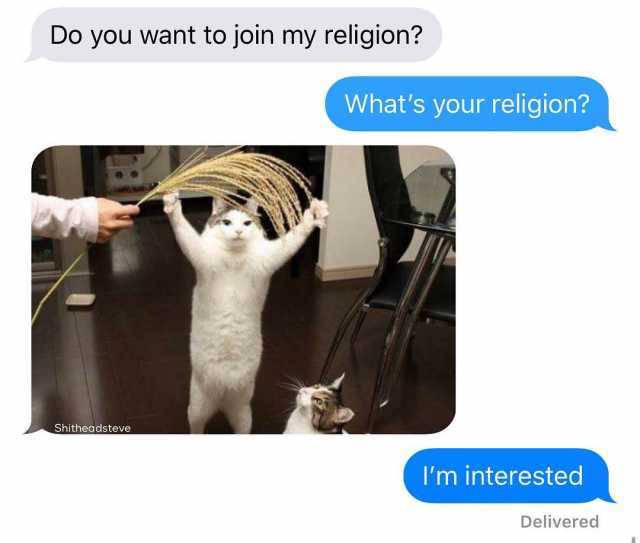 Do you want to join my religion?
What's your religion?
Shitheadsteve
I'm interested
Delivered